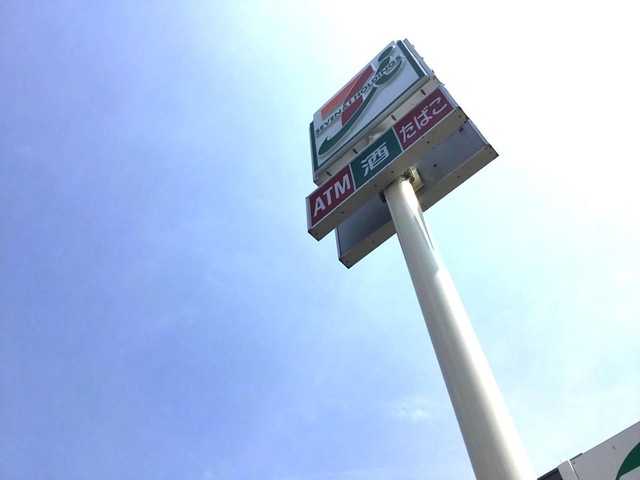 SEVEN & i HOLDINGS
ATM 酒 たばこ